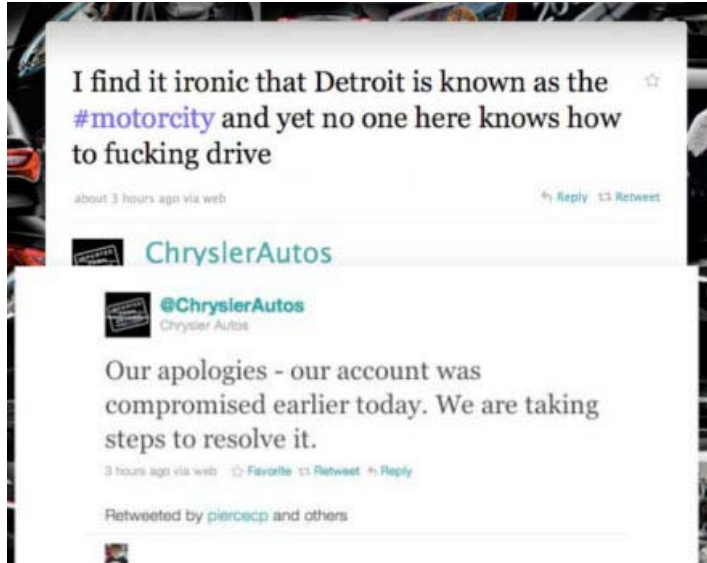 I find it ironic that Detroit is known as the
#motorcity and yet no one here knows how
to fucking drive
about 3 hours ago via web
Reply Retweet
ChryslerAutos
IMPORTED
@ChryslerAutos
Chrysler Autos
Our apologies - our account was
compromised earlier today. We are taking
steps to resolve it.
3 hours ago via web Favorite Retweet Reply
Retweeted by piercecp and others